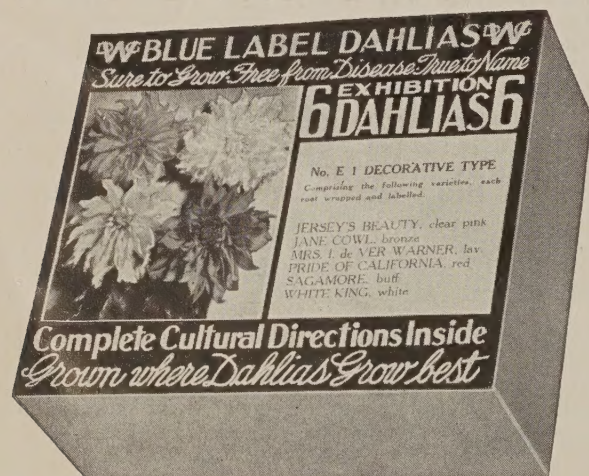 DWG BLUE LABEL DAHLIAS DWG
Sure to Grow-Free from Disease-True to Name
6 EXHIBITION DAHLIAS 6
No. E 1 DECORATIVE TYPE
Comprising the following varieties, each
root wrapped and labelled:
JERSEY'S BEAUTY, clear pink
JANE COWL, bronze
MRS. I. de VER WARNER, lav.
PRIDE OF CALIFORNIA, red
SAGAMORE, buff
WHITE KING, white
Complete Cultural Directions Inside
Grown where Dahlias Grow best